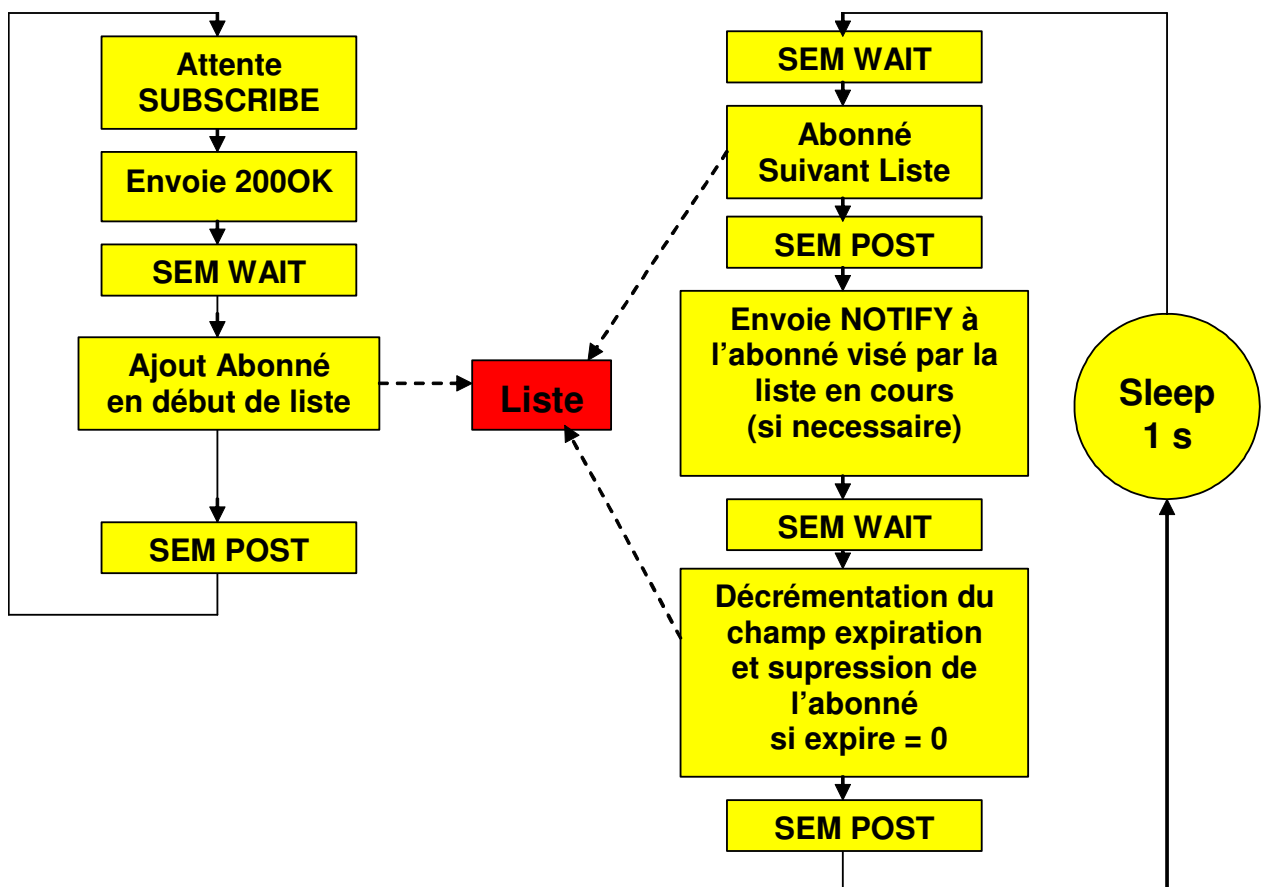 Attente
SUBSCRIBE
Envoie 200OK
SEM WAIT
Ajout Abonné
en début de liste
SEM POST
Liste
SEM WAIT
Abonné
Suivant Liste
SEM POST
Envoie NOTIFY à
l'abonné visé par la
liste en cours
(si necessaire)
SEM WAIT
Décrémentation du
champ expiration
et supression de
l'abonné
si expire = 0
SEM POST
Sleep
1 s